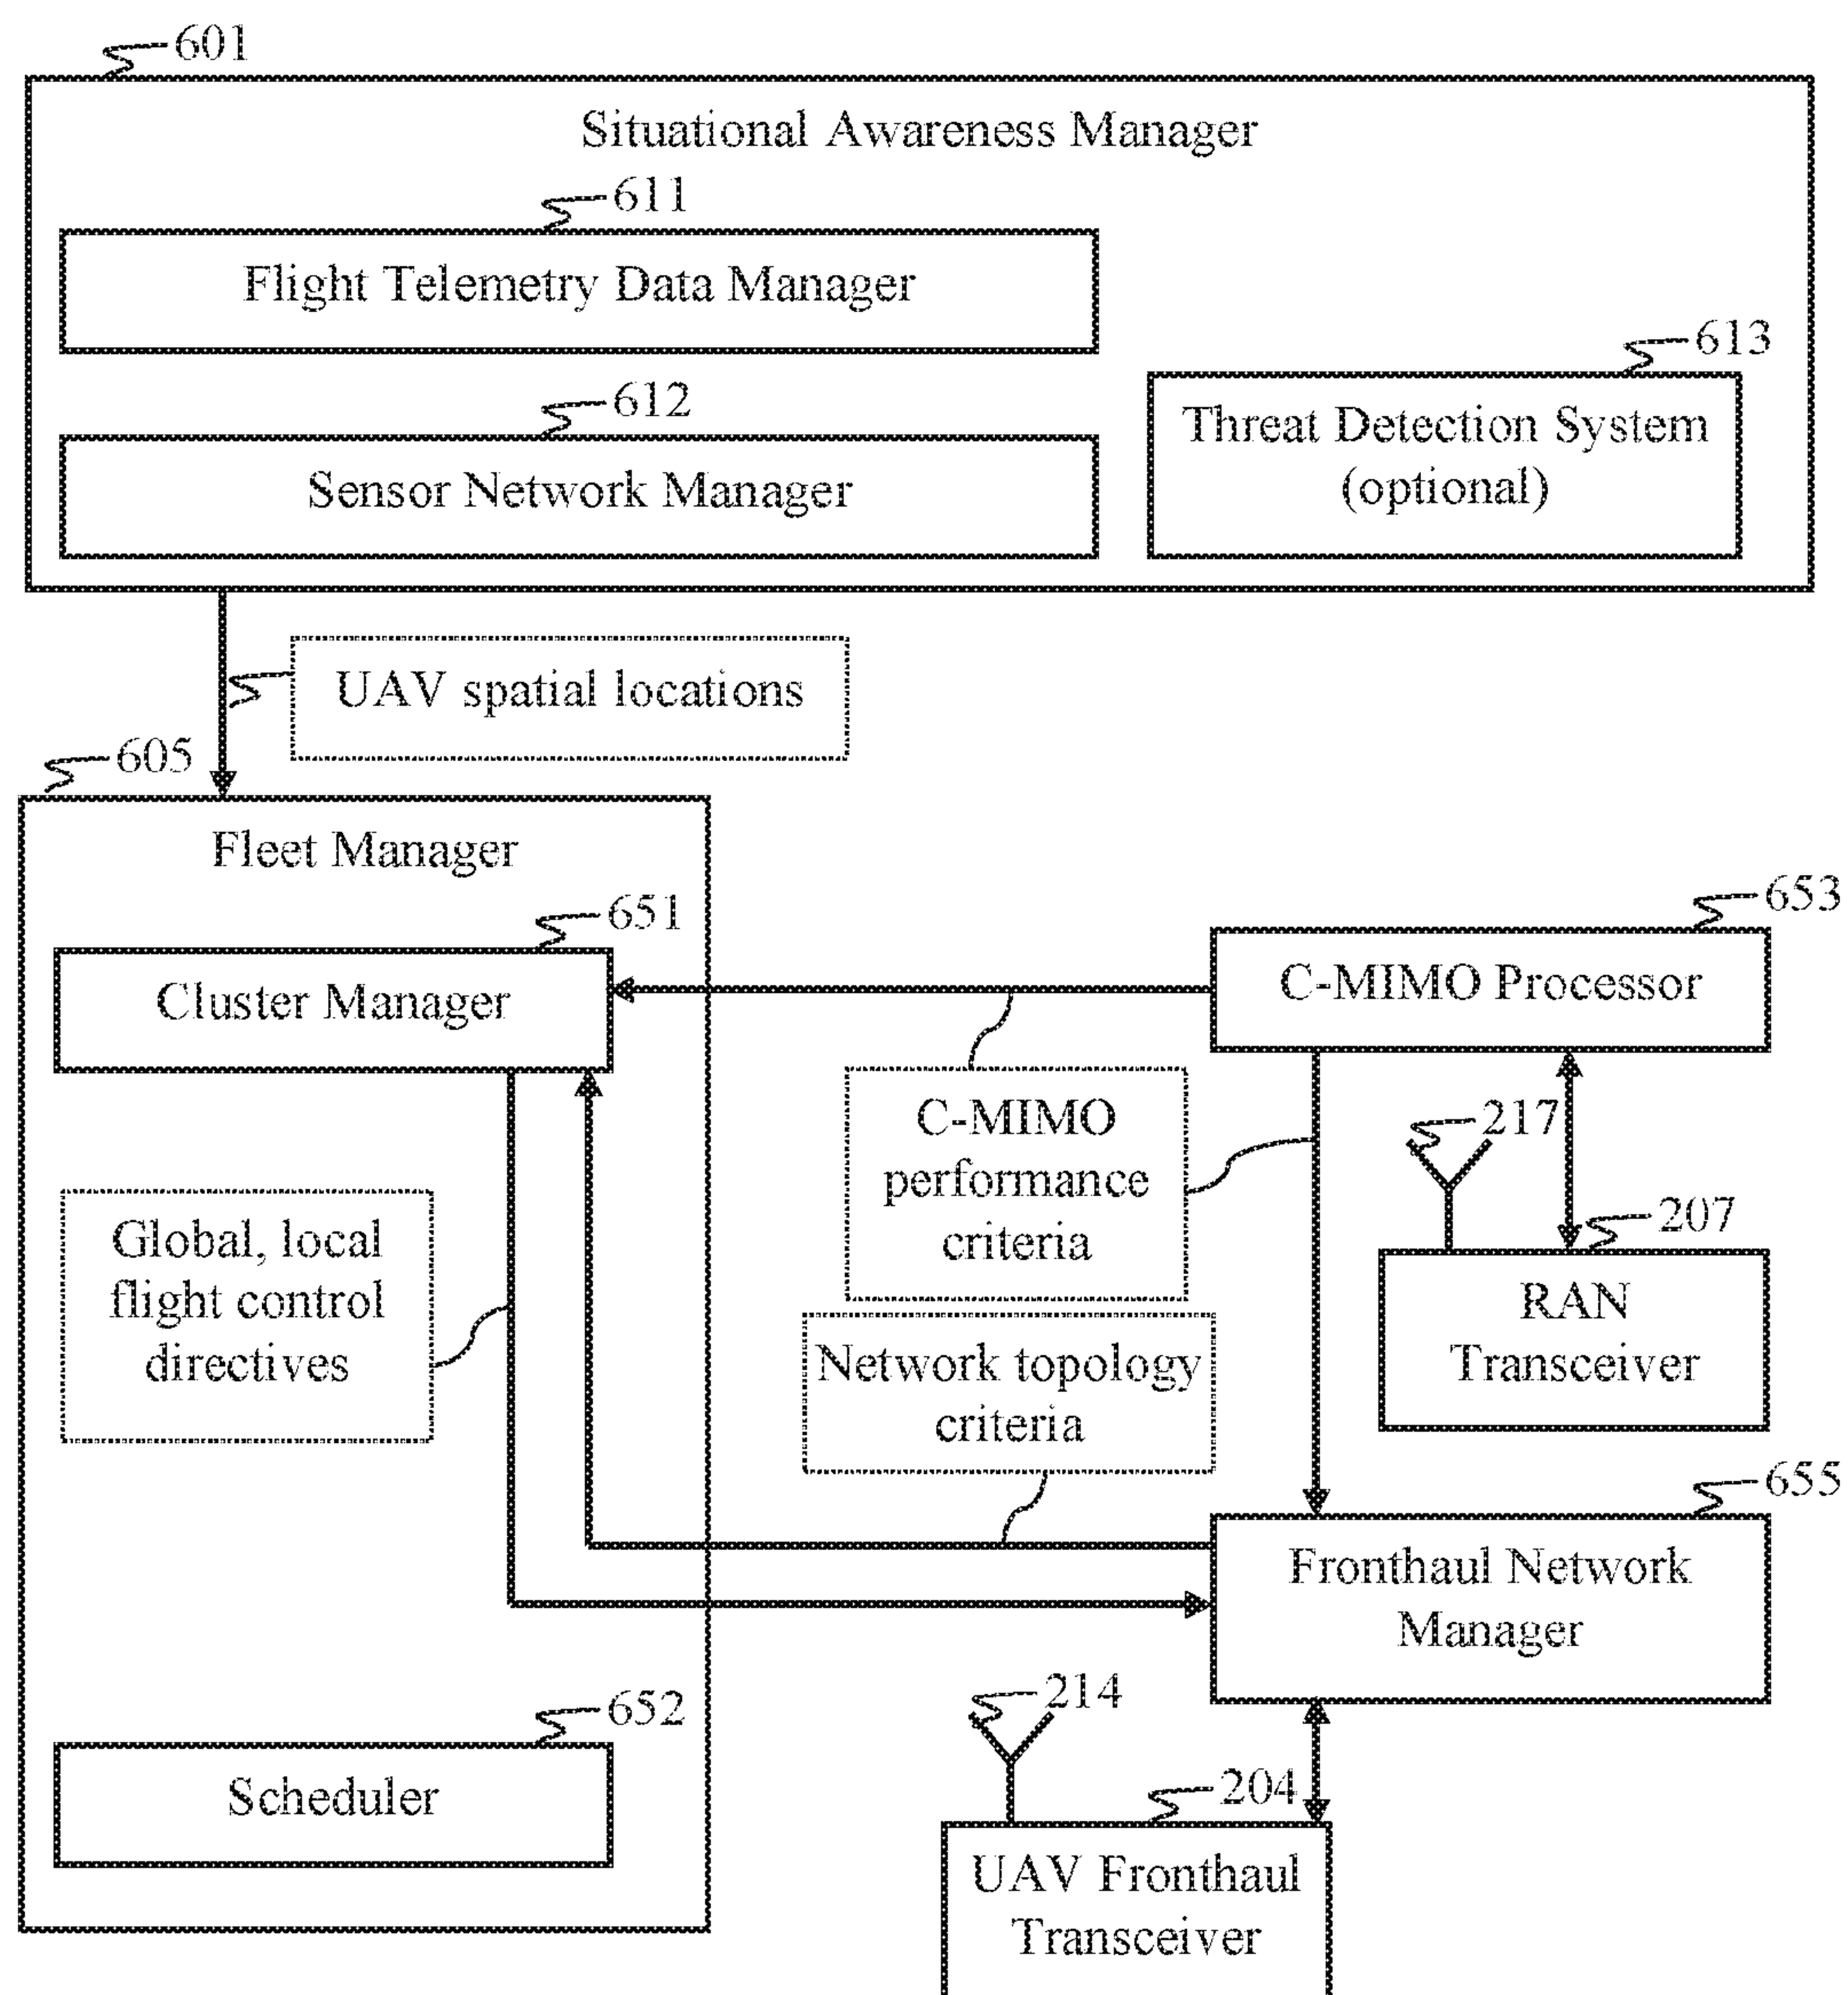 601
Situational Awareness Manager
611
Flight Telemetry Data Manager
613
612
Threat Detection System
(optional)
Sensor Network Manager
UAV spatial locations
605
Fleet Manager
651
Cluster Manager
653
C-MIMO Processor
C-MIMO
performance
criteria
217
207
RAN
Transceiver
Global, local
flight control
directives
Network topology
criteria
655
Fronthaul Network
Manager
652
Scheduler
214
204
UAV Fronthaul
Transceiver